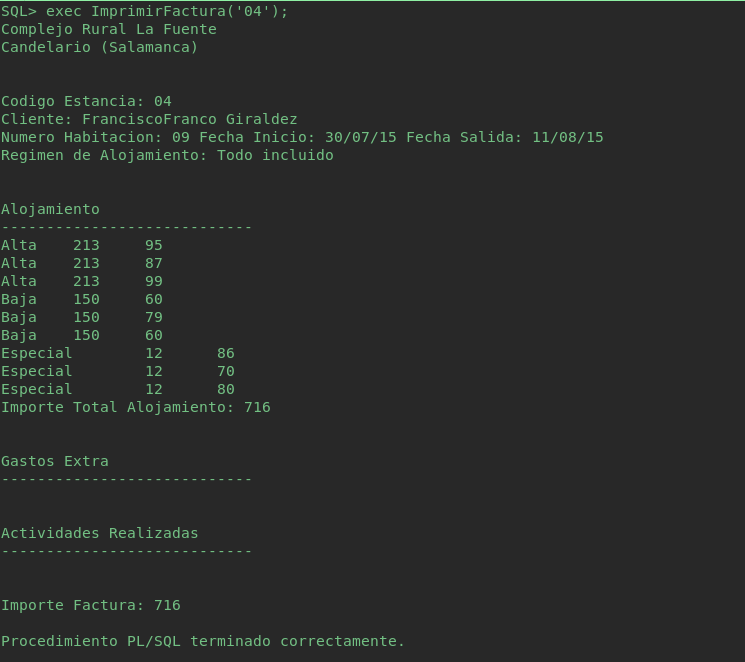 SQL> exec ImprimirFactura('04');
Complejo Rural La Fuente
Candelario (Salamanca)
Codigo Estancia: 04
Cliente: FranciscoFranco Giraldez
Numero Habitacion: 09 Fecha Inicio: 30/07/15 Fecha Salida: 11/08/15
Regimen de Alojamiento: Todo incluido
Alojamiento
----------------------------
Alta    213     95
Alta    213     87
Alta    213     99
Baja    150     60
Baja    150     79
Baja    150     60
Especial        12      86
Especial        12      70
Especial        12      80
Importe Total Alojamiento: 716
Gastos Extra
----------------------------
Actividades Realizadas
----------------------------
Importe Factura: 716
Procedimiento PL/SQL terminado correctamente.